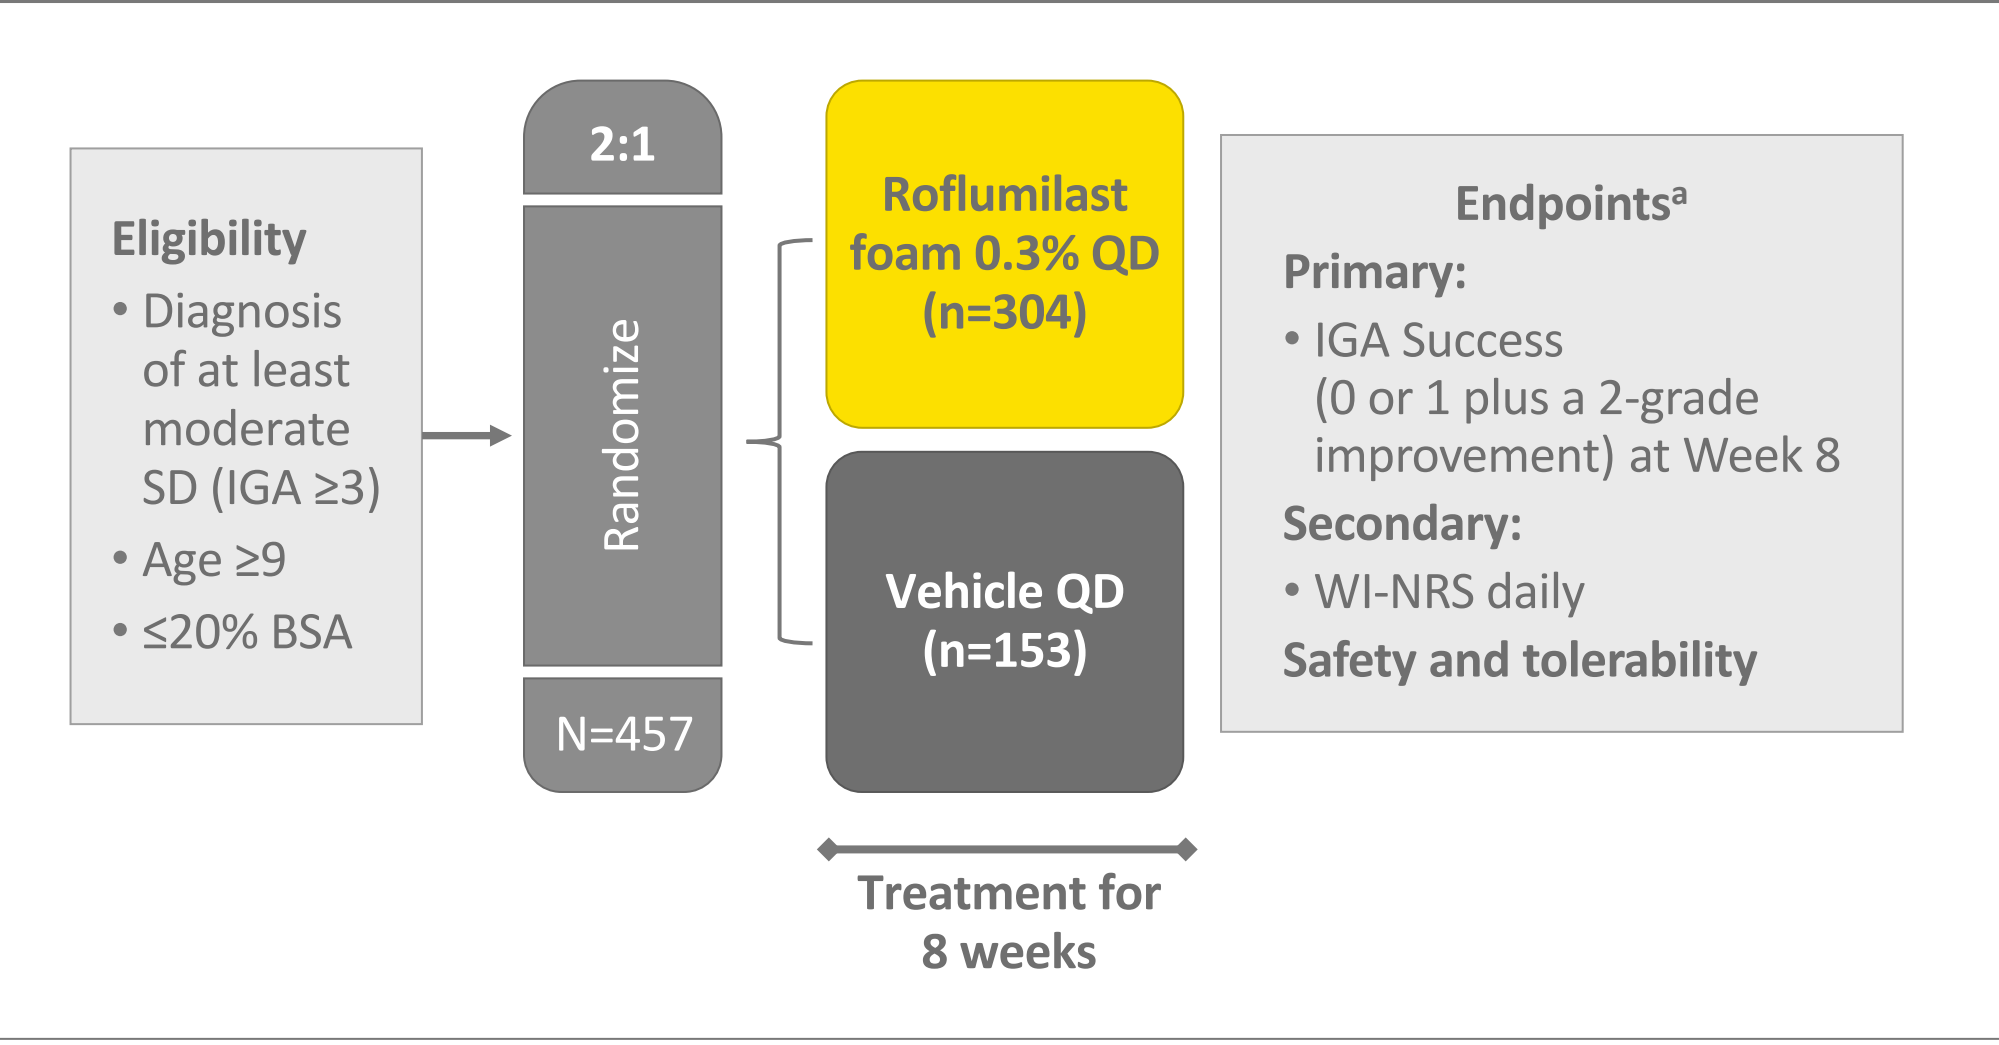 Eligibility
• Diagnosis
of at least
moderate
SD (IGA ≥3)
• Age ≥9
• ≤20% BSA
2:1
Randomize
N=457
Roflumilast
foam 0.3% QD
(n=304)
Vehicle QD
(n=153)
Treatment for
8 weeks
Endpointsᵃ
Primary:
• IGA Success
(0 or 1 plus a 2-grade
improvement) at Week 8
Secondary:
• WI-NRS daily
Safety and tolerability